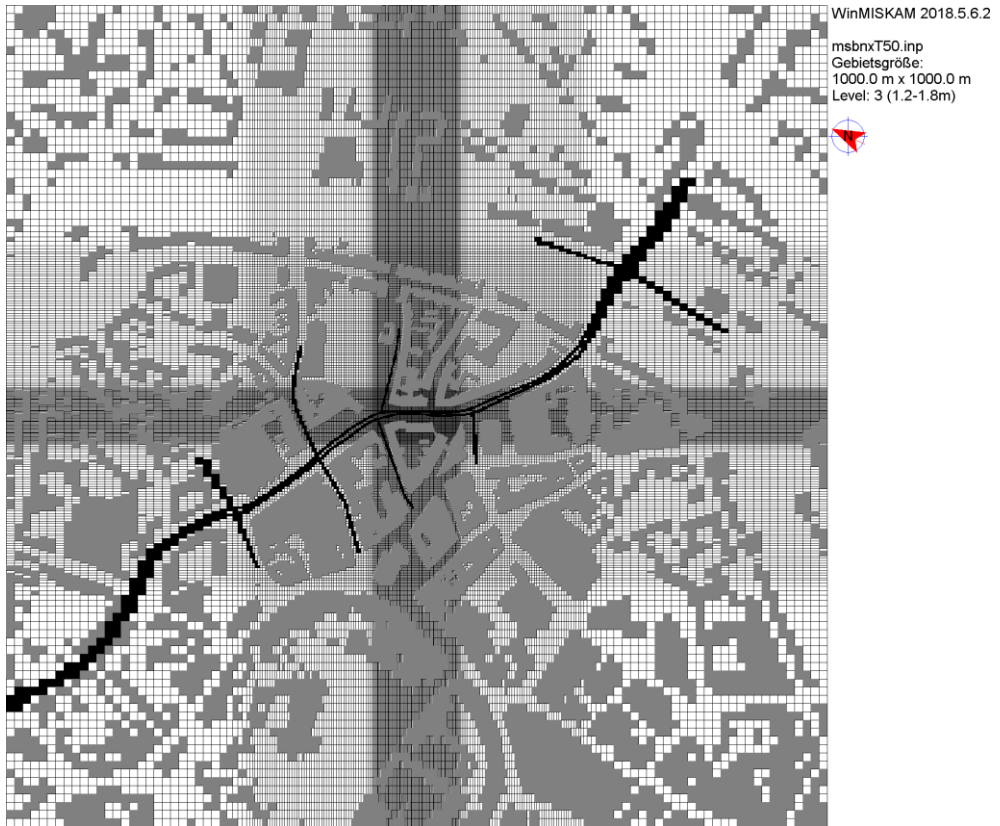 WinMISKAM 2018.5.6.2
msbnxT50.inp
Gebietsgröße:
1000.0 m x 1000.0 m
Level: 3 (1.2-1.8m)
N